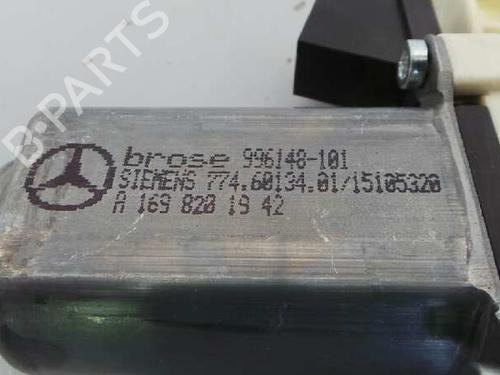 B-PARTS
brose 996148-101
SIEMENS 774.60134.01/15105320
A 169 820 19 42